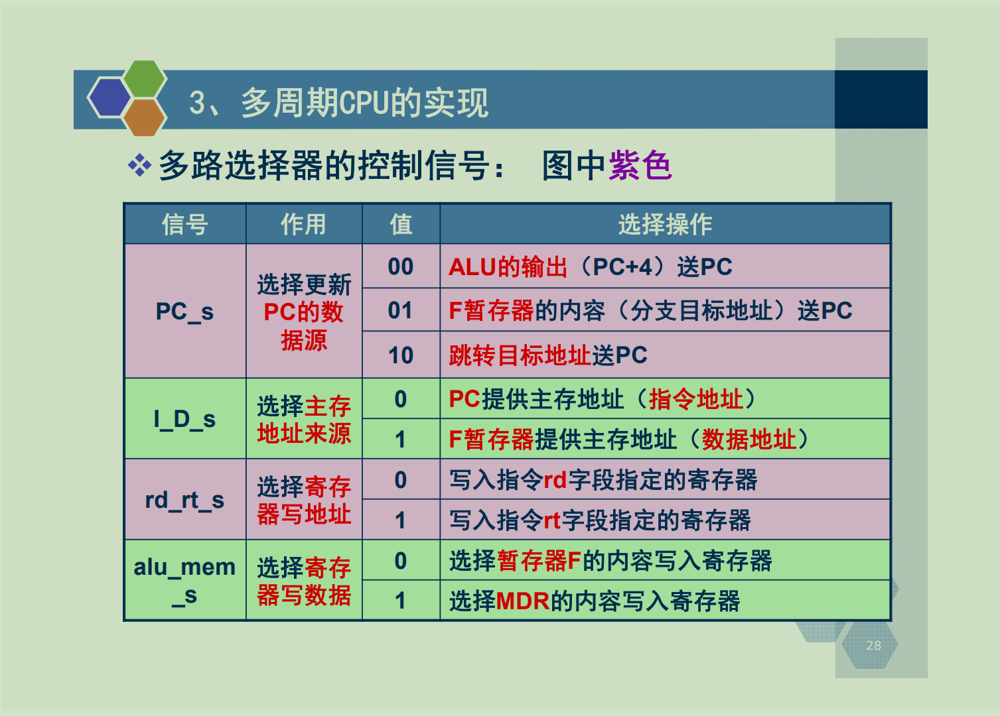 3、多周期CPU的实现
多路选择器的控制信号： 图中紫色
信号 作用 值 选择操作
PC_s 选择更新PC的数据源 00 ALU的输出（PC+4）送PC
01 F暂存器的内容（分支目标地址）送PC
10 跳转目标地址送PC
I_D_s 选择主存地址来源 0 PC提供主存地址（指令地址）
1 F暂存器提供主存地址（数据地址）
rd_rt_s 选择寄存器写地址 0 写入指令rd字段指定的寄存器
1 写入指令rt字段指定的寄存器
alu_mem_s 选择寄存器写数据 0 选择暂存器F的内容写入寄存器
1 选择MDR的内容写入寄存器
28